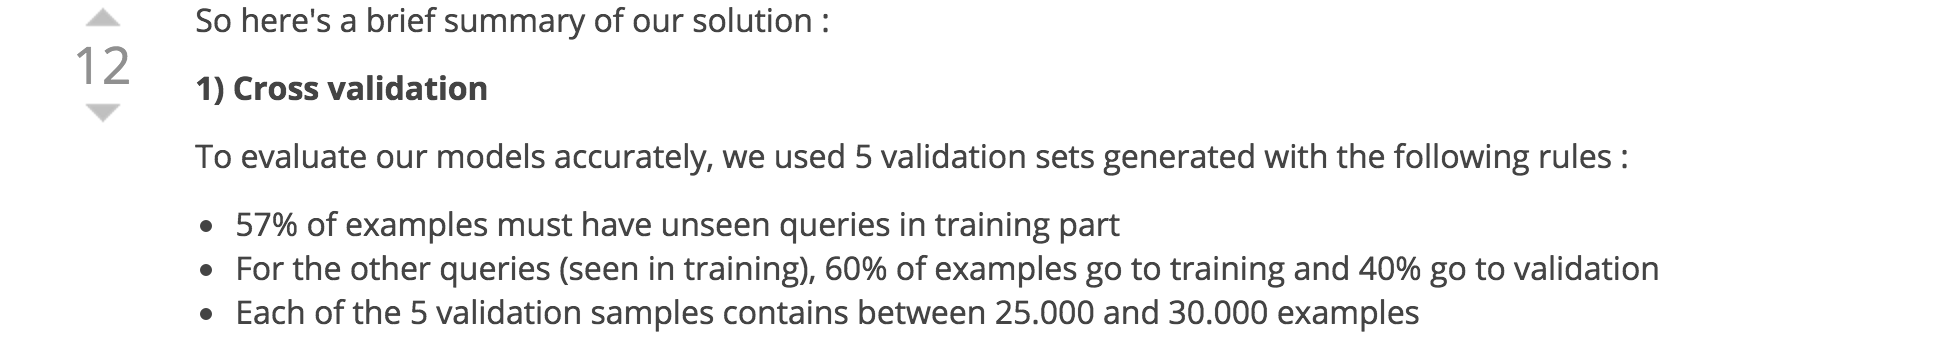 So here's a brief summary of our solution :
12
1) Cross validation
To evaluate our models accurately, we used 5 validation sets generated with the following rules :
• 57% of examples must have unseen queries in training part
• For the other queries (seen in training), 60% of examples go to training and 40% go to validation
• Each of the 5 validation samples contains between 25.000 and 30.000 examples